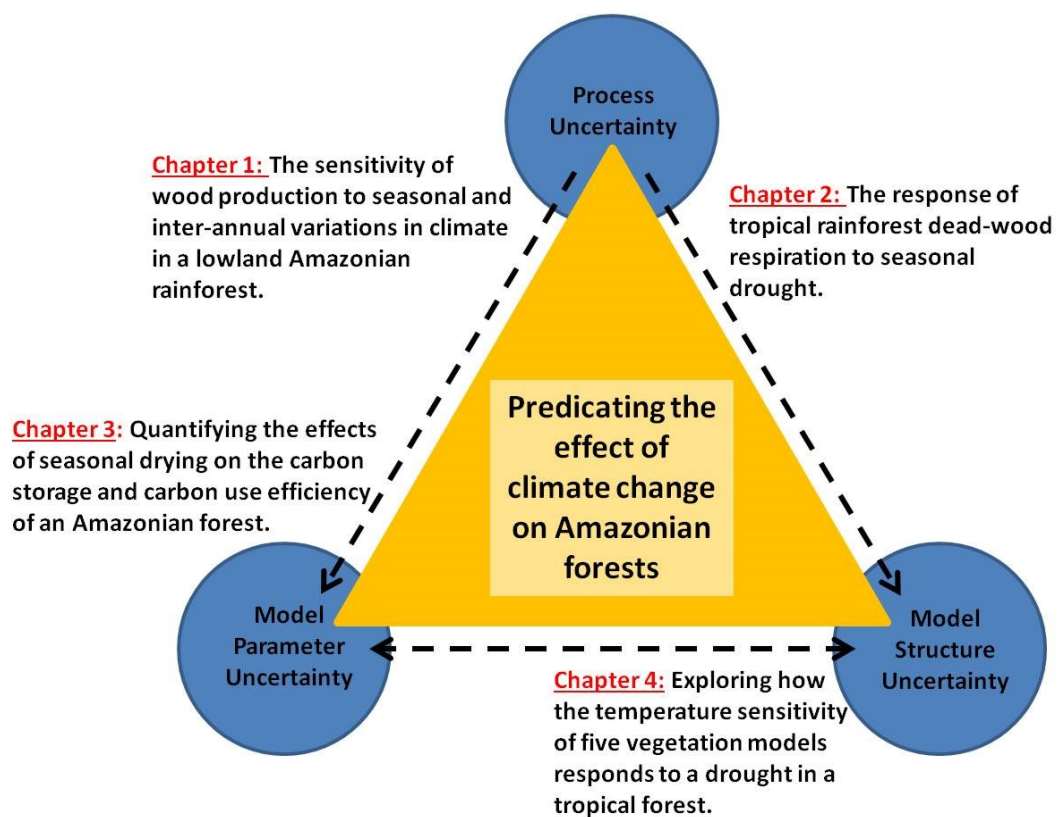 Process
Uncertainty
Chapter 1: The sensitivity of
wood production to seasonal and
inter-annual variations in climate
in a lowland Amazonian
rainforest.
Chapter 2: The response of
tropical rainforest dead-wood
respiration to seasonal
drought.
Predicating the
effect of
climate change
on Amazonian
forests
Chapter 3: Quantifying the effects
of seasonal drying on the carbon
storage and carbon use efficiency
of an Amazonian forest.
Model
Parameter
Uncertainty
Model
Structure
Uncertainty
Chapter 4: Exploring how
the temperature sensitivity
of five vegetation models
responds to a drought in a
tropical forest.